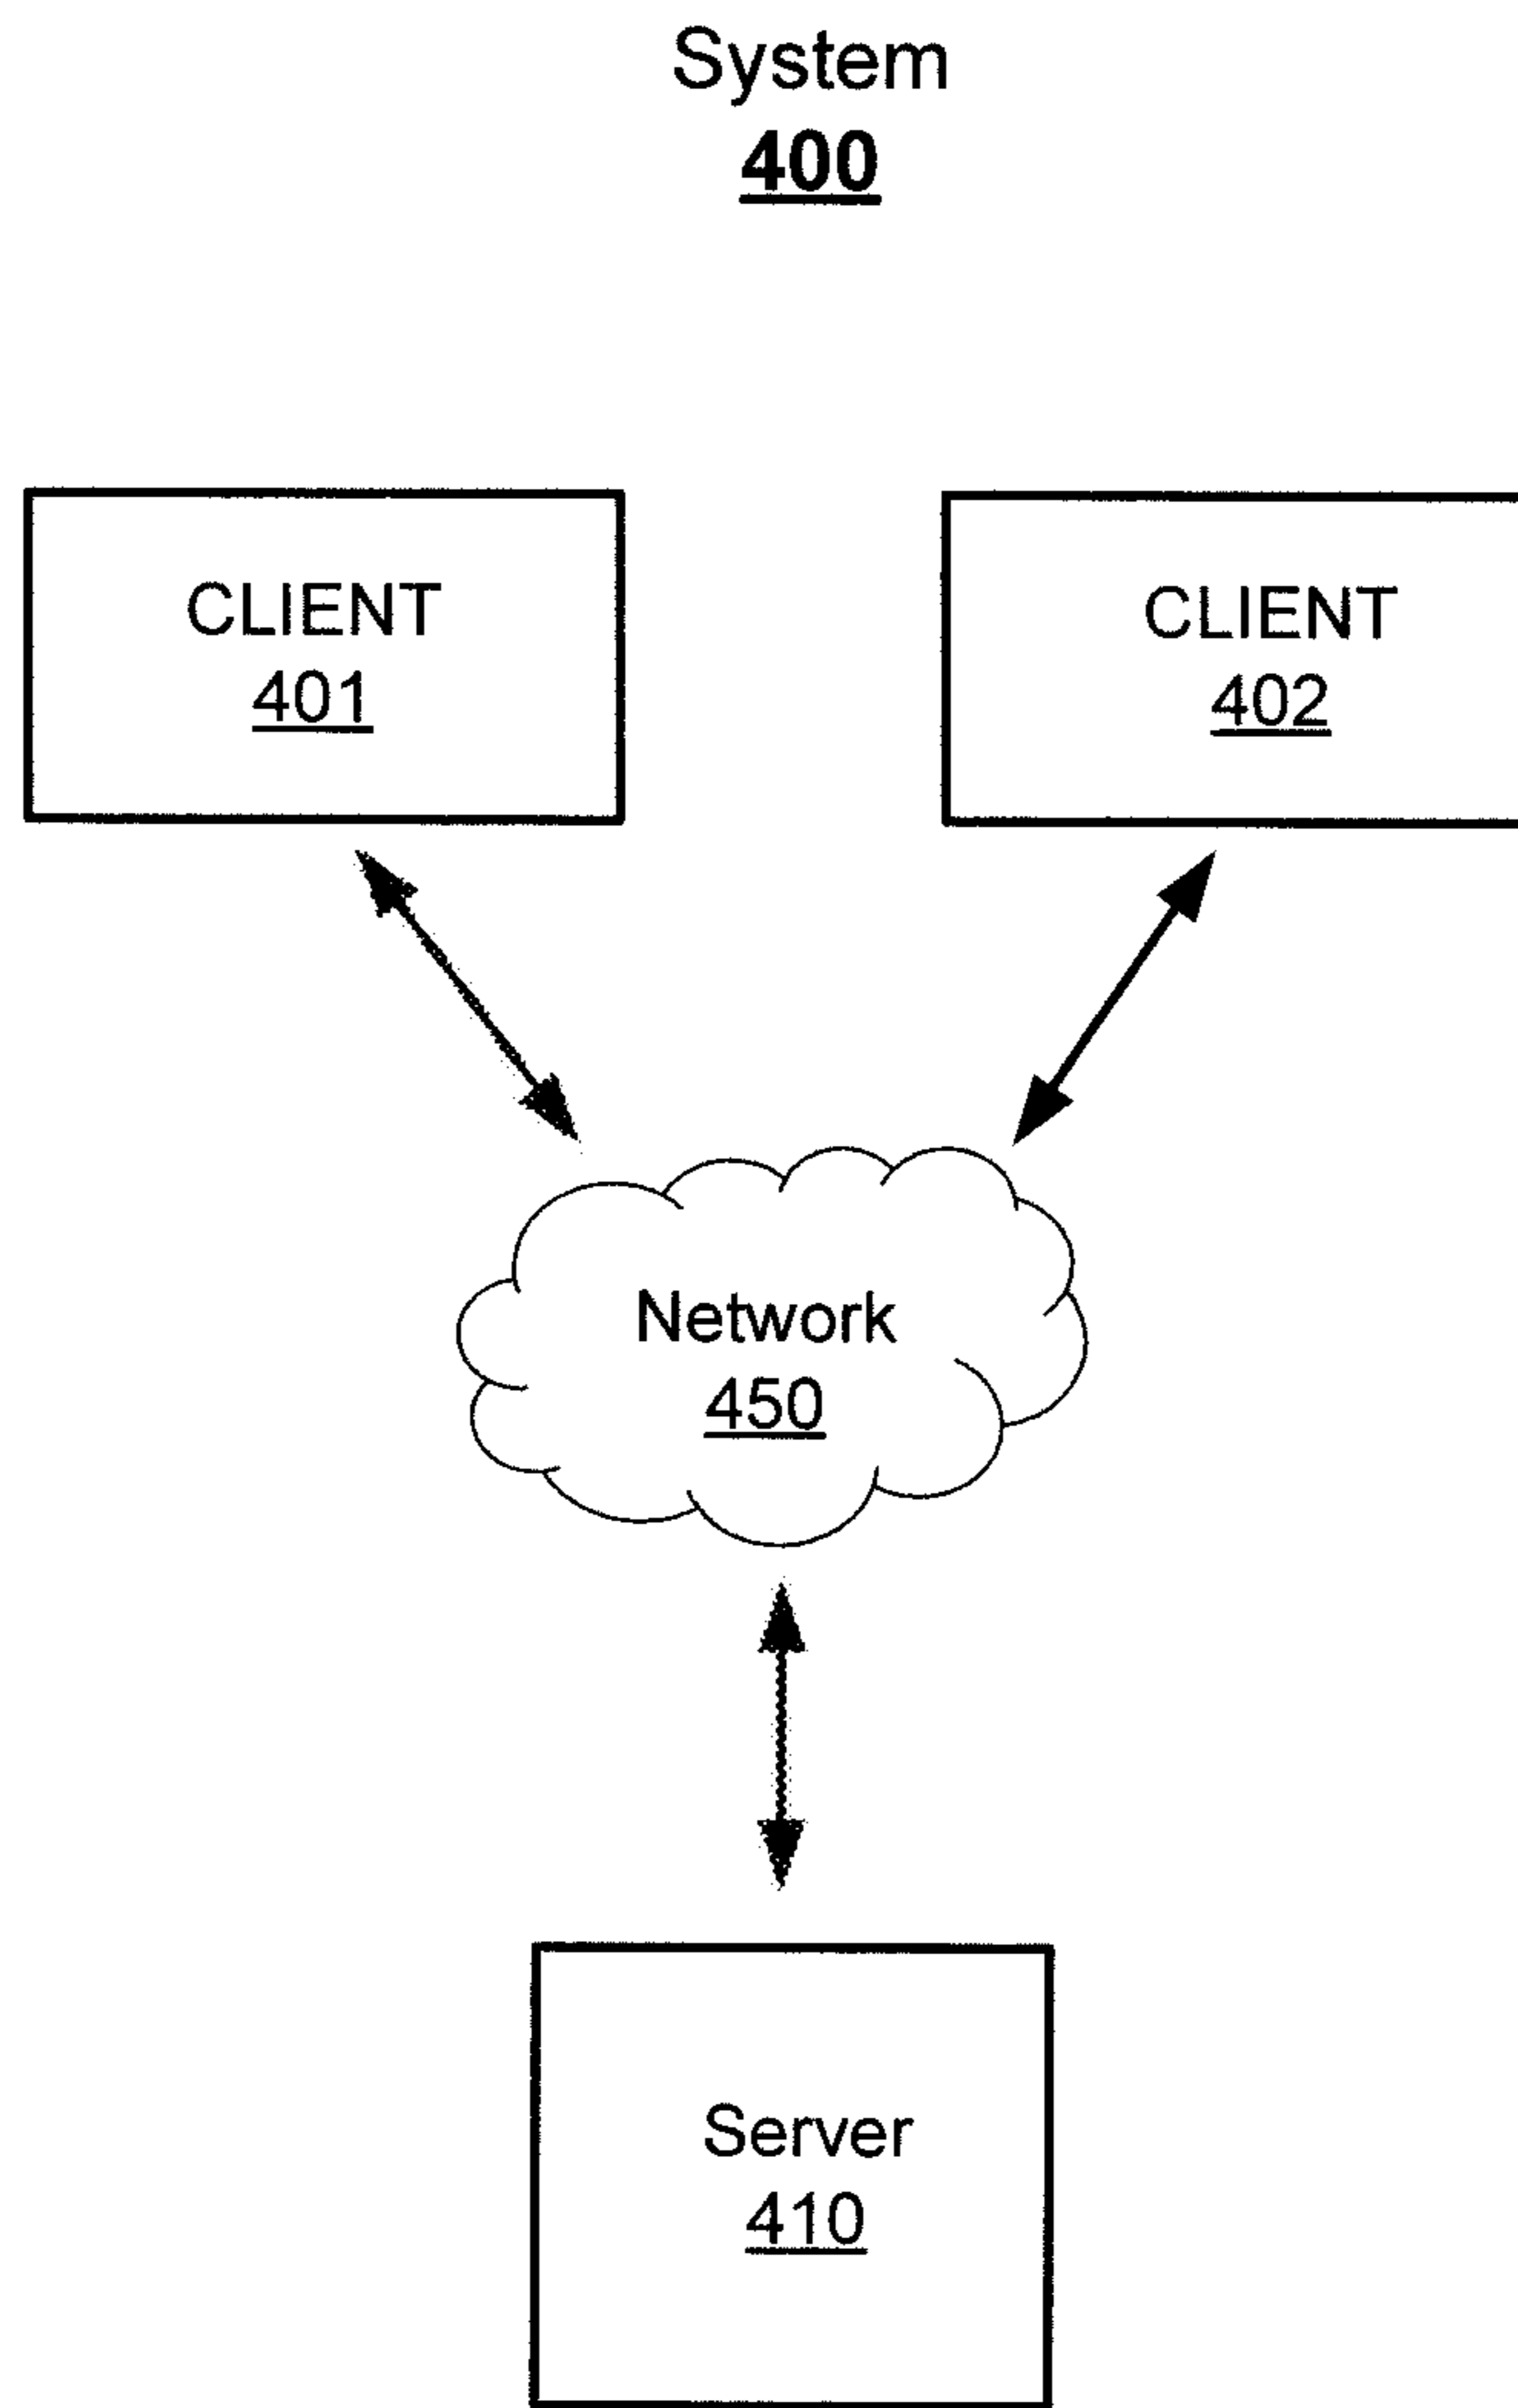 System
400
CLIENT
401
CLIENT
402
Network
450
Server
410